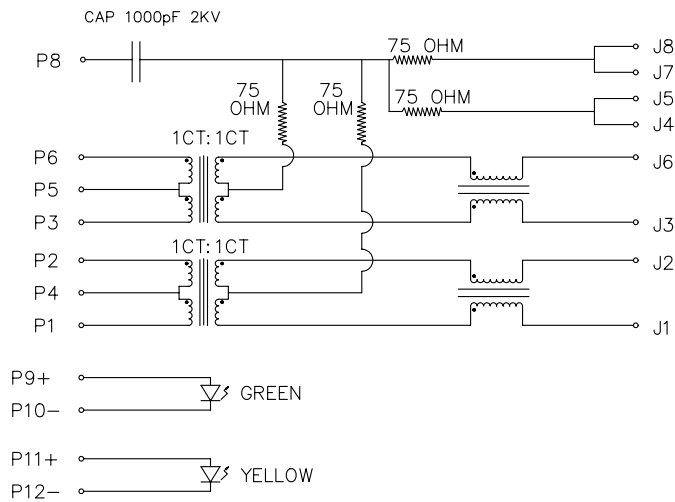 CAP 1000pF 2KV
P8
75 OHM
J8
J7
75
OHM
75
OHM
75 OHM
J5
J4
1CT:1CT
P6
P5
P3
J6
J3
1CT:1CT
P2
P4
P1
J2
J1
P9+
P10-
GREEN
P11+
P12-
YELLOW